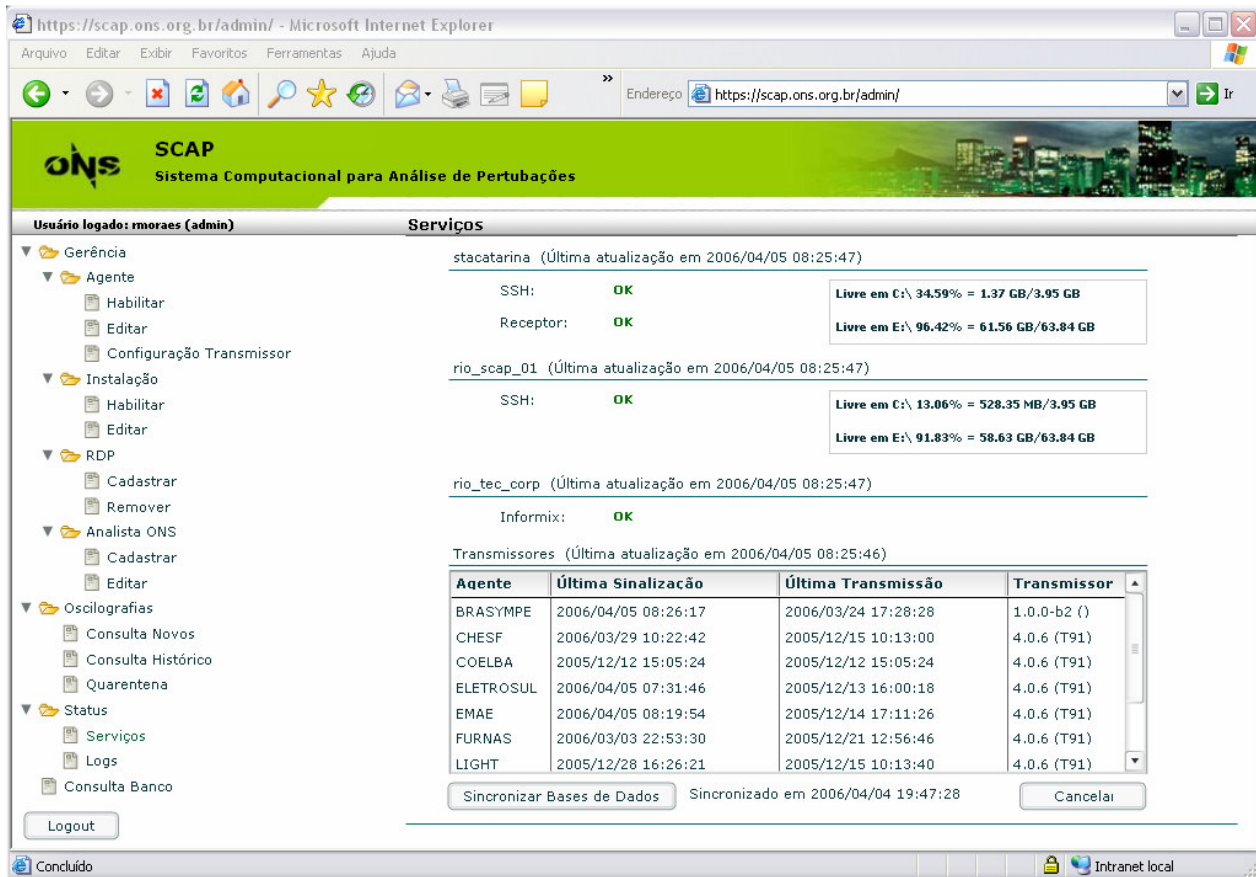 https://scap.ons.org.br/admin/ - Microsoft Internet Explorer
Arquivo Editar Exibir Favoritos Ferramentas Ajuda
» Endereço https://scap.ons.org.br/admin/ Ir
ONS
SCAP
Sistema Computacional para Análise de Pertubações
Usuário logado: rmoraes (admin)
Gerência
Agente
Habilitar
Editar
Configuração Transmissor
Instalação
Habilitar
Editar
RDP
Cadastrar
Remover
Analista ONS
Cadastrar
Editar
Oscilografias
Consulta Novos
Consulta Histórico
Quarentena
Status
Serviços
Logs
Consulta Banco
Logout
Serviços
stacatarina (Última atualização em 2006/04/05 08:25:47)
SSH: OK
Receptor: OK
Livre em C:\ 34.59% = 1.37 GB/3.95 GB
Livre em E:\ 96.42% = 61.56 GB/63.84 GB
rio_scap_01 (Última atualização em 2006/04/05 08:25:47)
SSH: OK
Livre em C:\ 13.06% = 528.35 MB/3.95 GB
Livre em E:\ 91.83% = 58.63 GB/63.84 GB
rio_tec_corp (Última atualização em 2006/04/05 08:25:47)
Informix: OK
Transmissores (Última atualização em 2006/04/05 08:25:46)
Agente Última Sinalização Última Transmissão Transmissor
BRASYMPE 2006/04/05 08:26:17 2006/03/24 17:28:28 1.0.0-b2 ()
CHESF 2006/03/29 10:22:42 2005/12/15 10:13:00 4.0.6 (T91)
COELBA 2005/12/12 15:05:24 2005/12/12 15:05:24 4.0.6 (T91)
ELETROSUL 2006/04/05 07:31:46 2005/12/13 16:00:18 4.0.6 (T91)
EMAE 2006/04/05 08:19:54 2005/12/14 17:11:26 4.0.6 (T91)
FURNAS 2006/03/03 22:53:30 2005/12/21 12:56:46 4.0.6 (T91)
LIGHT 2005/12/28 16:26:21 2005/12/15 10:13:40 4.0.6 (T91)
Sincronizar Bases de Dados Sincronizado em 2006/04/04 19:47:28 Cancelar
Concluído Intranet local